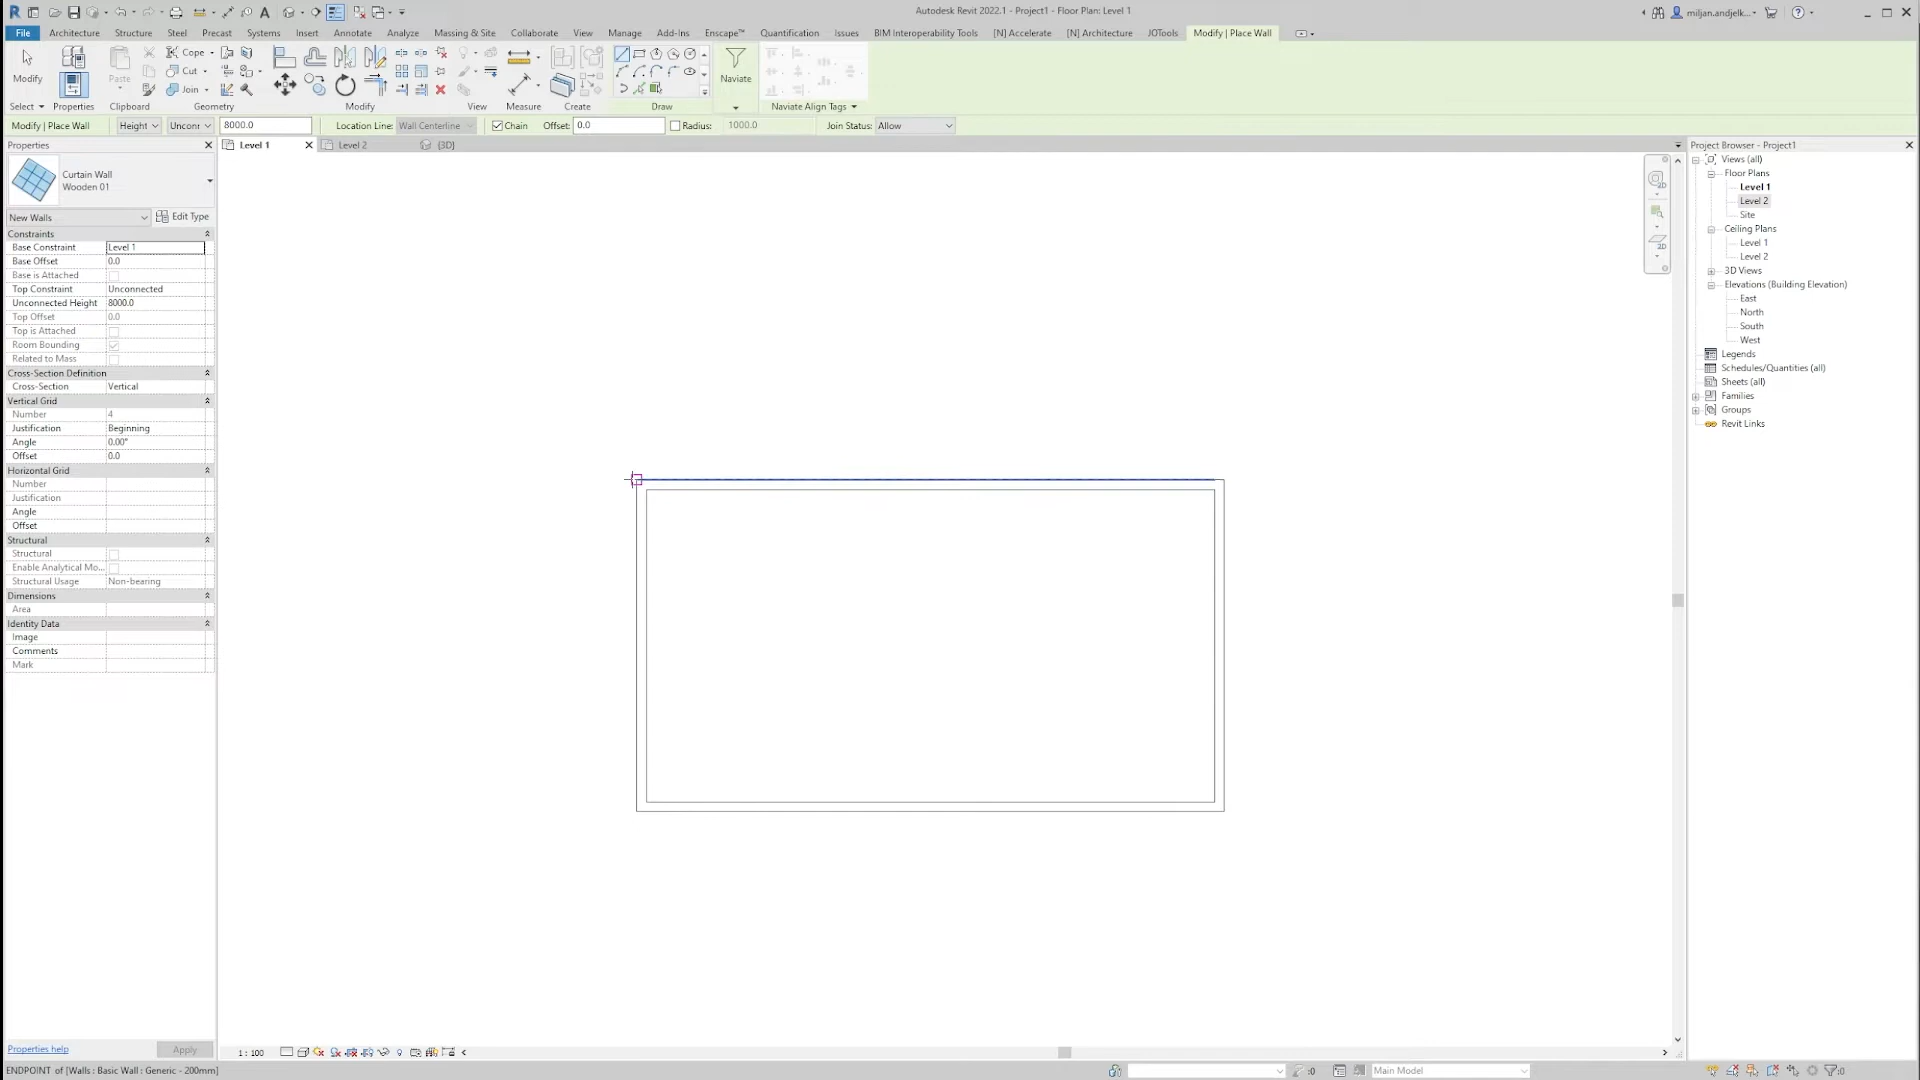 Autodesk Revit 2022.1 - Project1 - Floor Plan: Level 1
miljan.andjelk...
File Architecture Structure Steel Precast Systems Insert Annotate Analyze Massing & Site Collaborate View Manage Add-Ins Enscape™ Quantification Issues BIM Interoperability Tools [N] Accelerate [N] Architecture JOTools Modify | Place Wall
Modify
Paste
Cope
Cut
Join
Naviate
Select Properties Clipboard Geometry Modify View Measure Create Draw Naviate Align Tags
Modify | Place Wall Height Unconr 8000.0 Location Line: Wall Centerline Chain Offset: 0.0 Radius: 1000.0 Join Status: Allow
Properties
Level 1 Level 2 {3D}
Curtain Wall
Wooden 01
New Walls Edit Type
Constraints
Base Constraint Level 1
Base Offset 0.0
Base is Attached
Top Constraint Unconnected
Unconnected Height 8000.0
Top Offset 0.0
Top is Attached
Room Bounding
Related to Mass
Cross-Section Definition
Cross-Section Vertical
Vertical Grid
Number 4
Justification Beginning
Angle 0.00°
Offset 0.0
Horizontal Grid
Number
Justification
Angle
Offset
Structural
Structural
Enable Analytical Mo...
Structural Usage Non-bearing
Dimensions
Area
Identity Data
Image
Comments
Mark
Properties help Apply
2D
2D
Project Browser - Project1
Views (all)
Floor Plans
Level 1
Level 2
Site
Ceiling Plans
Level 1
Level 2
3D Views
Elevations (Building Elevation)
East
North
South
West
Legends
Schedules/Quantities (all)
Sheets (all)
Families
Groups
Revit Links
1 : 100
ENDPOINT of [Walls : Basic Wall : Generic - 200mm]
:0
Main Model
:0